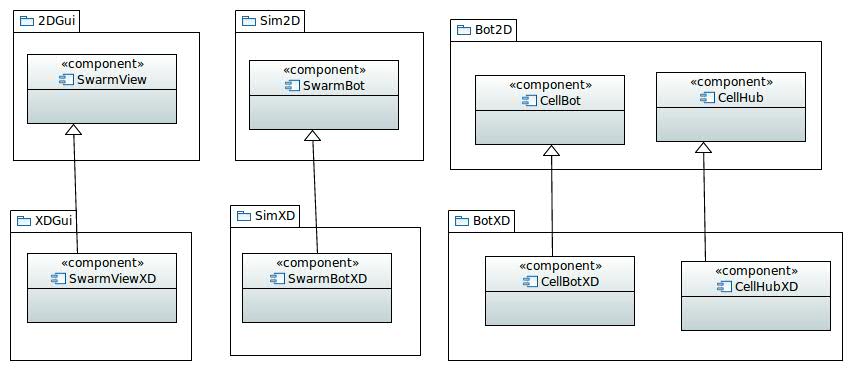 2DGui
«component»
SwarmView
Sim2D
«component»
SwarmBot
Bot2D
«component»
CellBot
«component»
CellHub
XDGui
«component»
SwarmViewXD
SimXD
«component»
SwarmBotXD
BotXD
«component»
CellBotXD
«component»
CellHubXD